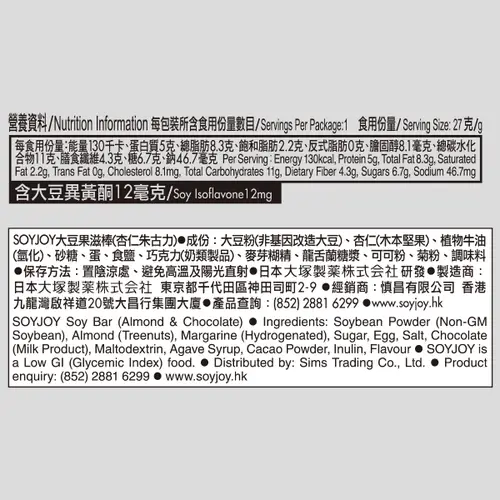 營養資料/Nutrition Information 每包裝所含食用份量數目/Servings Per Package:1 食用份量/Serving Size: 27 克/g
每食用份量:能量130千卡、蛋白質5克、總脂肪8.3克、飽和脂肪2.2克、反式脂肪0克、膽固醇8.1毫克、總碳水化
合物11克、膳食纖維4.3克、糖6.7克、鈉46.7毫克 Per Serving : Energy 130kcal, Protein 5g, Total Fat 8.3g, Saturated
Fat 2.2g, Trans Fat 0g, Cholesterol 8.1mg, Total Carbohydrates 11g, Dietary Fiber 4.3g, Sugars 6.7g, Sodium 46.7mg
含大豆異黃酮12毫克/Soy Isoflavone12mg
SOYJOY大豆果滋棒(杏仁朱古力)●成份：大豆粉(非基因改造大豆)、杏仁(木本堅果)、植物牛油
(氫化)、砂糖、蛋、食鹽、巧克力(奶類製品)、麥芽糊精、龍舌蘭糖漿、可可粉、菊粉、調味料
●保存方法：置陰涼處、避免高溫及陽光直射●日本大塚製薬株式会社研發●製造商：
日本大塚製薬株式会社 東京都千代田區神田司町2-9 ●經銷商：慎昌有限公司 香港
九龍灣啟祥道20號大昌行集團大廈●產品查詢：(852) 2881 6299 ●www.soyjoy.hk
SOYJOY Soy Bar (Almond & Chocolate) ● Ingredients: Soybean Powder (Non-GM
Soybean), Almond (Treenuts), Margarine (Hydrogenated), Sugar, Egg, Salt, Chocolate
(Milk Product), Maltodextrin, Agave Syrup, Cacao Powder, Inulin, Flavour ● SOYJOY is
a Low GI (Glycemic Index) food. ● Distributed by: Sims Trading Co., Ltd. ● Product
enquiry: (852) 2881 6299 ● www.soyjoy.hk